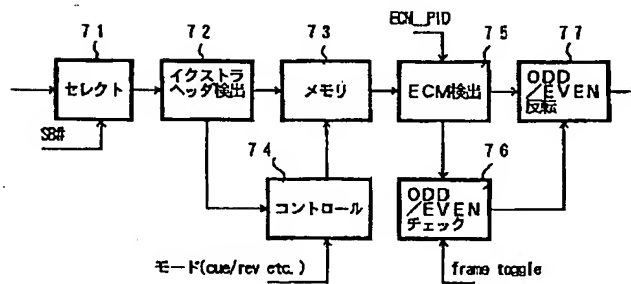 71
セレクト
SB#
72
イクストラ
ヘッダ検出
73
メモリ
74
コントロール
モード(cue/rev etc.)
ECM_PID
75
ECM検出
76
ODD
/EVEN
チェック
frame toggle
77
ODD
/EVEN
反転